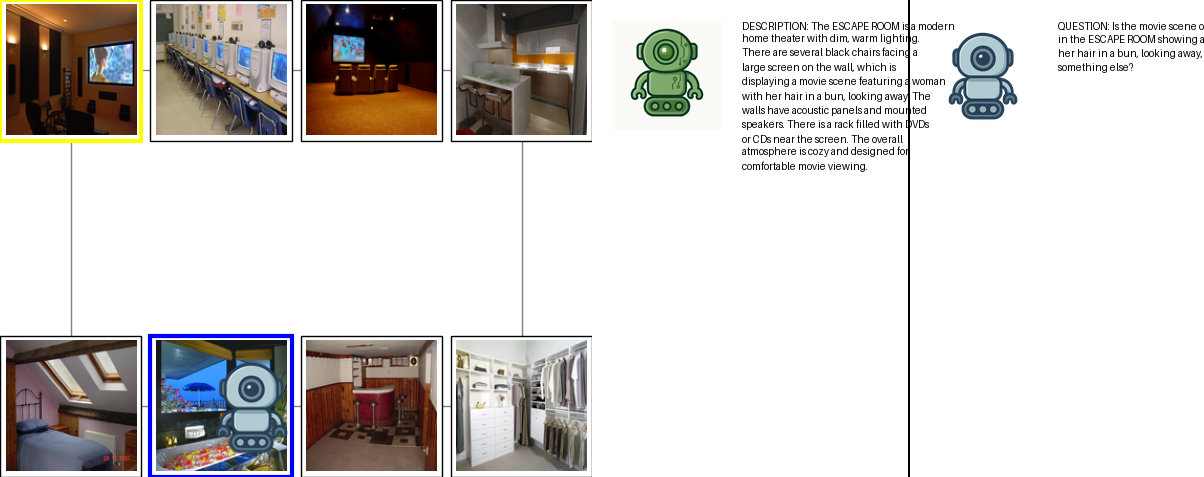 DESCRIPTION: The ESCAPE ROOM is a modern
home theater with dim, warm lighting.
There are several black chairs facing a
large screen on the wall, which is
displaying a movie scene featuring a woman
with her hair in a bun, looking away. The
walls have acoustic panels and mounted
speakers. There is a rack filled with DVDs
or CDs near the screen. The overall
atmosphere is cozy and designed for
comfortable movie viewing.
QUESTION: Is the movie scene o
in the ESCAPE ROOM showing a
her hair in a bun, looking away,
something else?